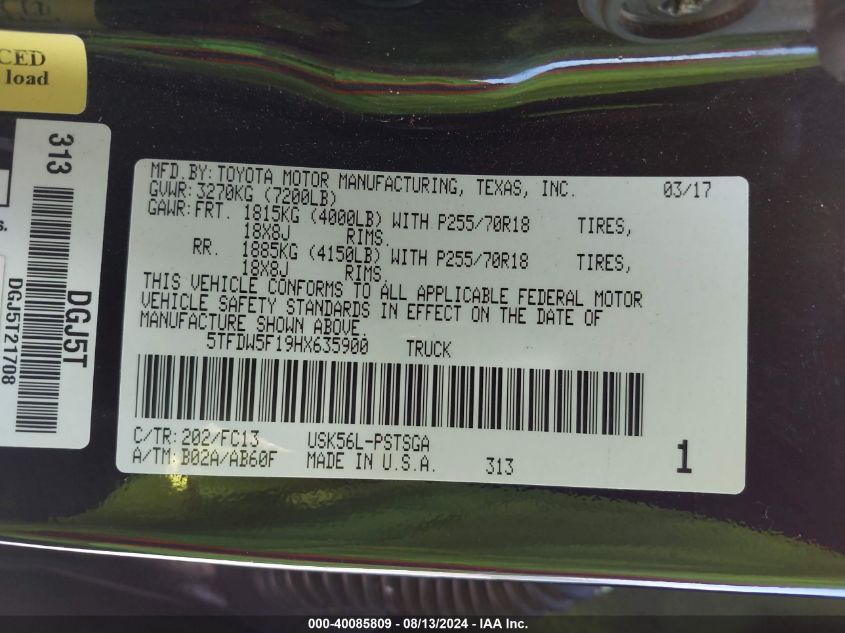 CED
load
313
DGJ5T
DGJ5T21708
MFD.BY:TOYOTA MOTOR MANUFACTURING, TEXAS, INC. 03/17
GVWR:3270KG (7200LB)
GAWR:FRT. 1815KG (4000LB) WITH P255/70R18 TIRES,
18X8J RIMS.
RR. 1885KG (4150LB) WITH P255/70R18 TIRES,
18X8J RIMS.
THIS VEHICLE CONFORMS TO ALL APPLICABLE FEDERAL MOTOR
VEHICLE SAFETY STANDARDS IN EFFECT ON THE DATE OF
MANUFACTURE SHOWN ABOVE.
5TFDW5F19HX635900 TRUCK
C/TR:202/FC13 USK56L-PSTSGA
A/TM:B02A/AB60F MADE IN U.S.A. 313 1
000-40085809 - 08/13/2024 - IAA Inc.